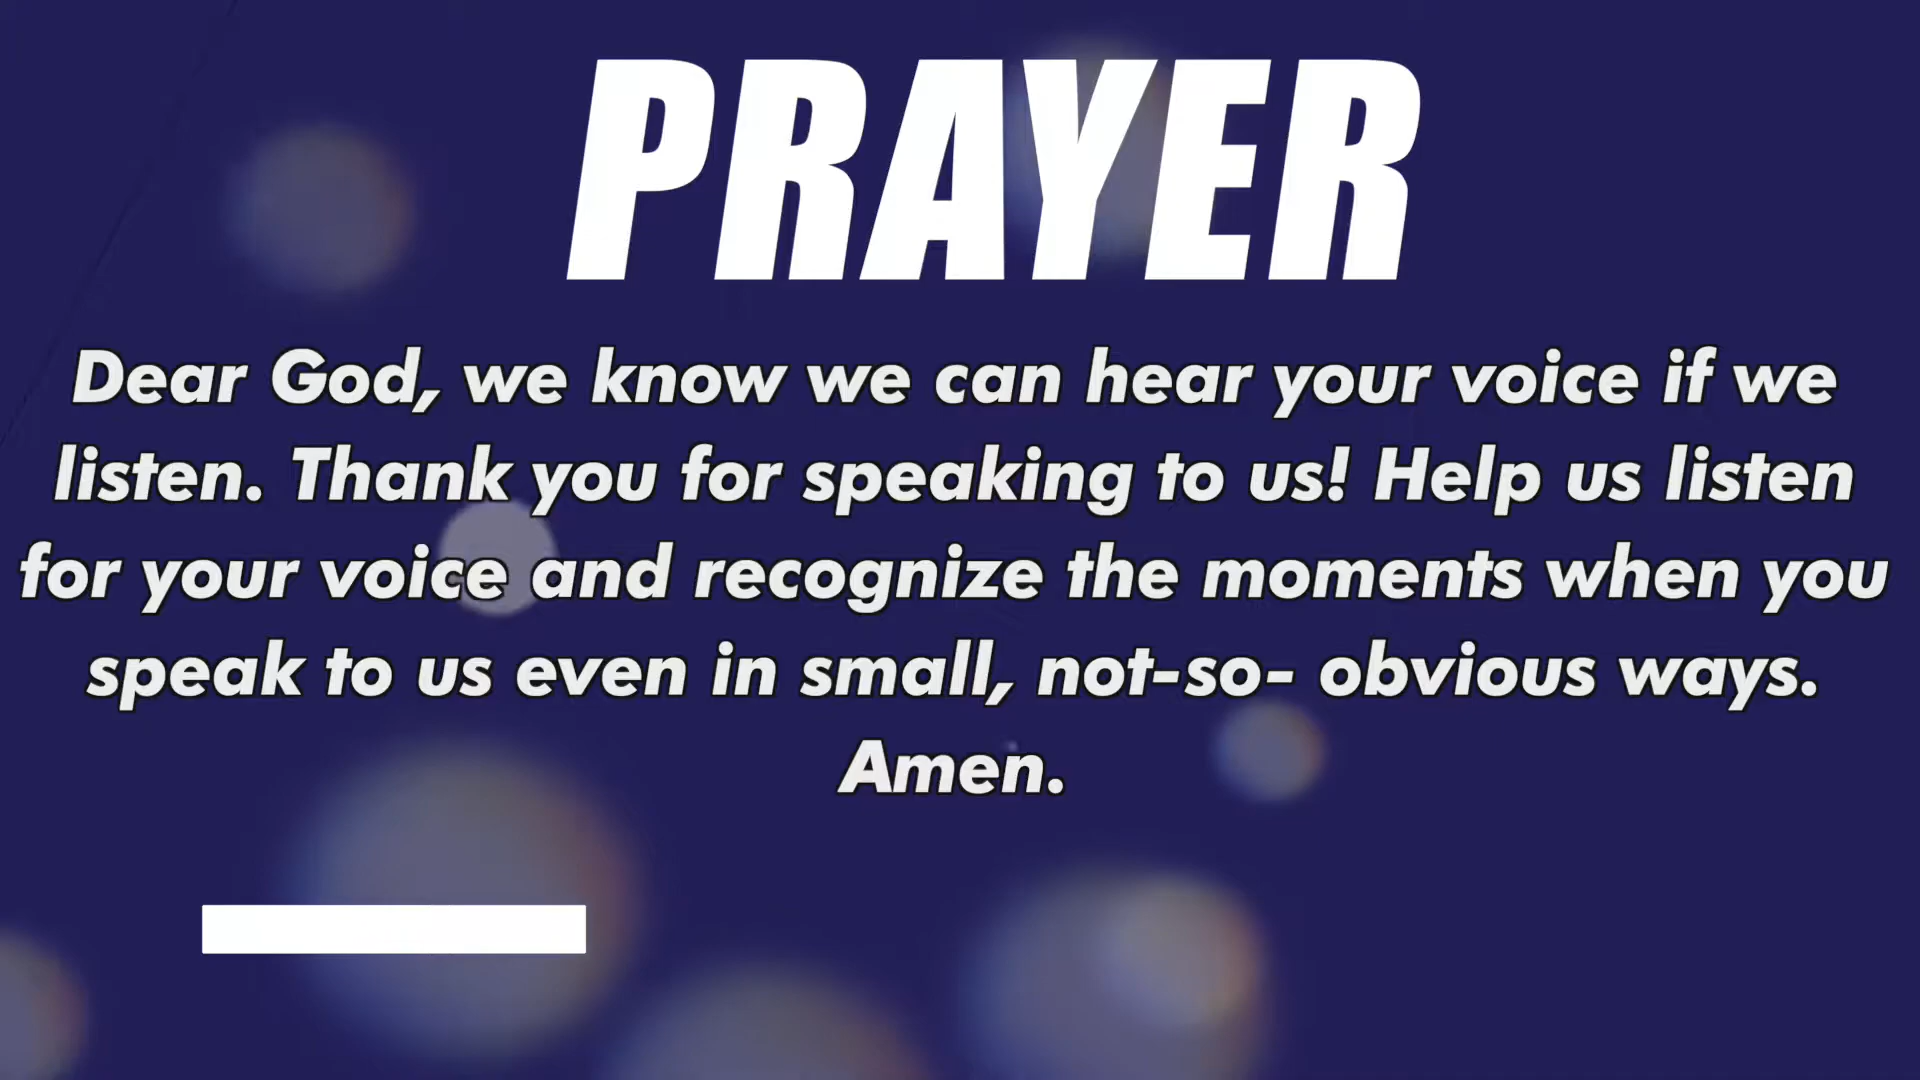 PRAYER
Dear God, we know we can hear your voice if we
listen. Thank you for speaking to us! Help us listen
for your voice and recognize the moments when you
speak to us even in small, not-so- obvious ways.
Amen.